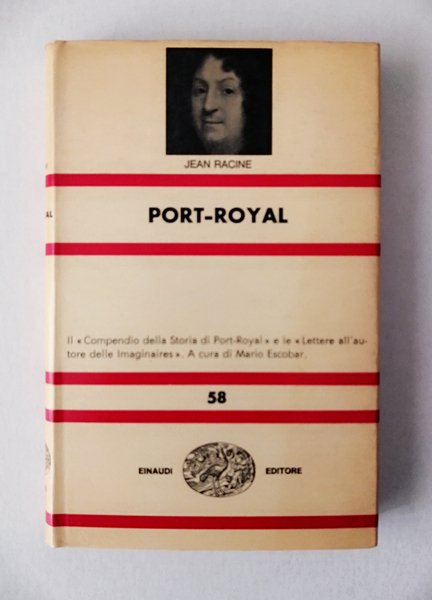 JEAN RACINE
PORT-ROYAL
Il «Compendio della Storia di Port-Royal» e le «Lettere all'au-
tore delle Imaginaires». A cura di Mario Escobar.
58
EINAUDI EDITORE